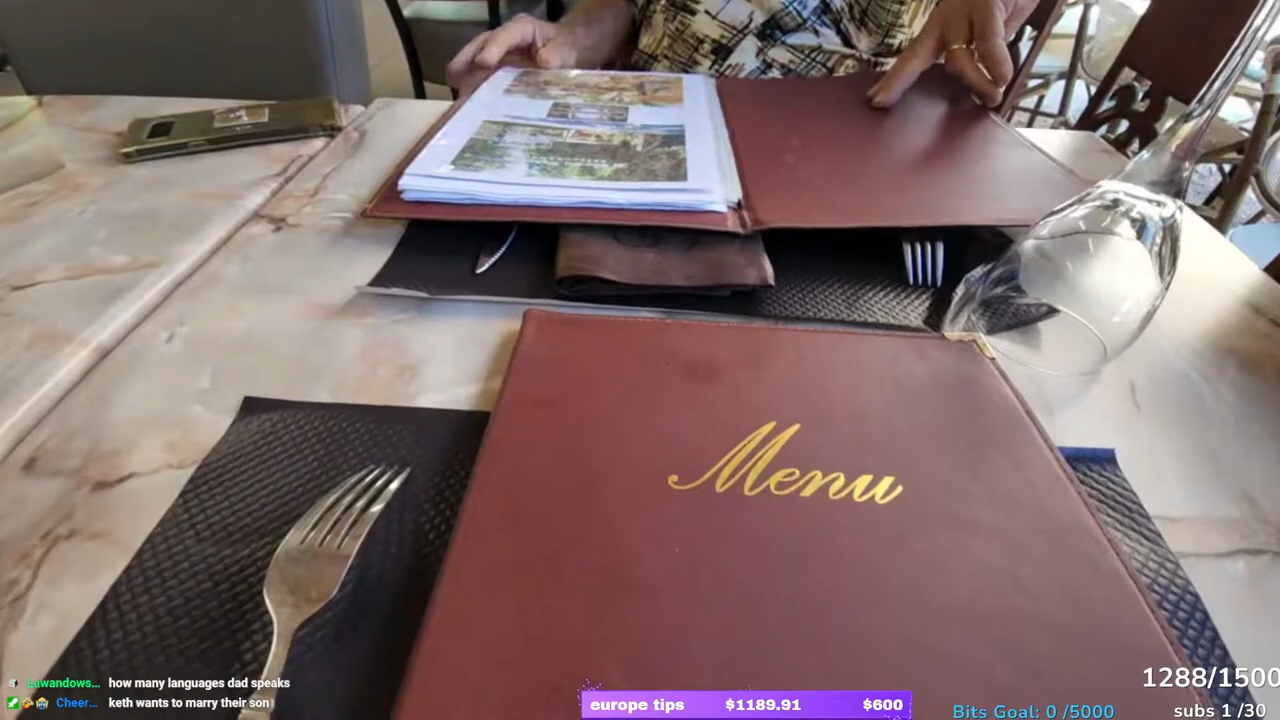 Menu
Lawandows... how many languages dad speaks
Cheer... keth wants to marry their son
europe tips $1189.91 $600
1288/1500
Bits Goal: 0 /5000
subs 1 /30